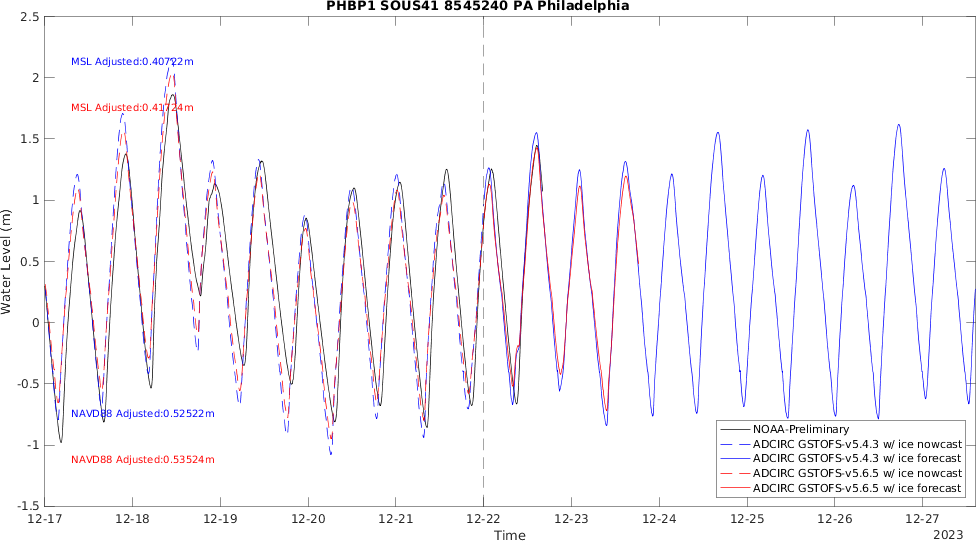 PHBP1 SOUS41 8545240 PA Philadelphia
2.5
2
1.5
1
0.5
0
-0.5
-1
-1.5
Water Level (m)
MSL Adjusted:0.40722m
MSL Adjusted:0.41724m
NAVD88 Adjusted:0.52522m
NAVD88 Adjusted:0.53524m
NOAA-Preliminary
ADCIRC GSTOFS-v5.4.3 w/ ice nowcast
ADCIRC GSTOFS-v5.4.3 w/ ice forecast
ADCIRC GSTOFS-v5.6.5 w/ ice nowcast
ADCIRC GSTOFS-v5.6.5 w/ ice forecast
12-17 12-18 12-19 12-20 12-21 12-22 12-23 12-24 12-25 12-26 12-27
Time
2023